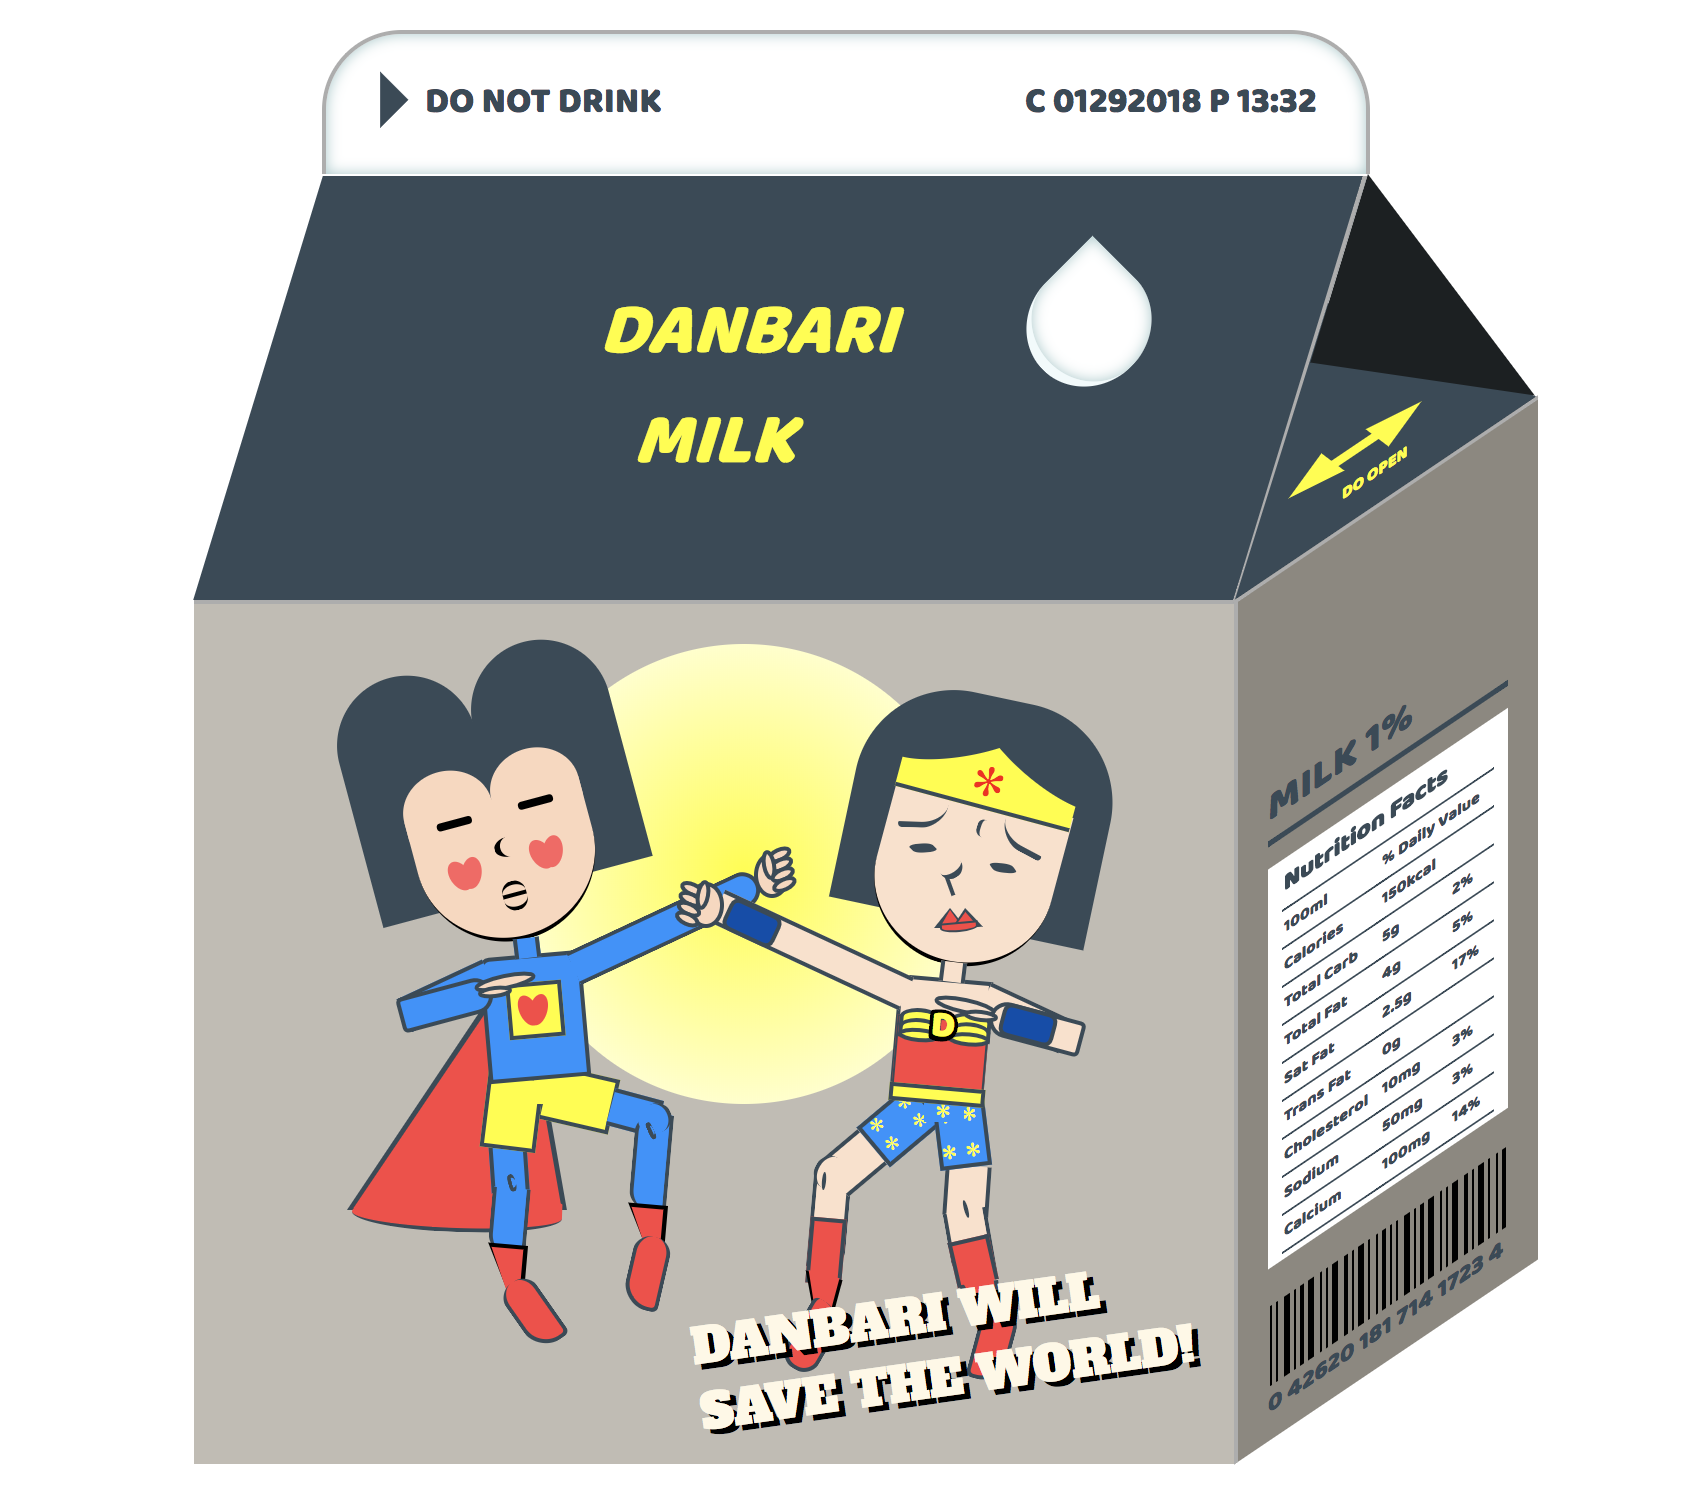 DO NOT DRINK
C 01292018 P 13:32
DANBARI
MILK
DO OPEN
D
DANBARI WILL
SAVE THE WORLD!
MILK 1%
Nutrition Facts
100ml % Daily Value
Calories 150kcal
Total Carb 5g 2%
Total Fat 4g 5%
Sat Fat 2.5g 17%
Trans Fat 0g
Cholesterol 10mg 3%
Sodium 50mg 3%
Calcium 100mg 14%
0 42620 181 714 1723 4